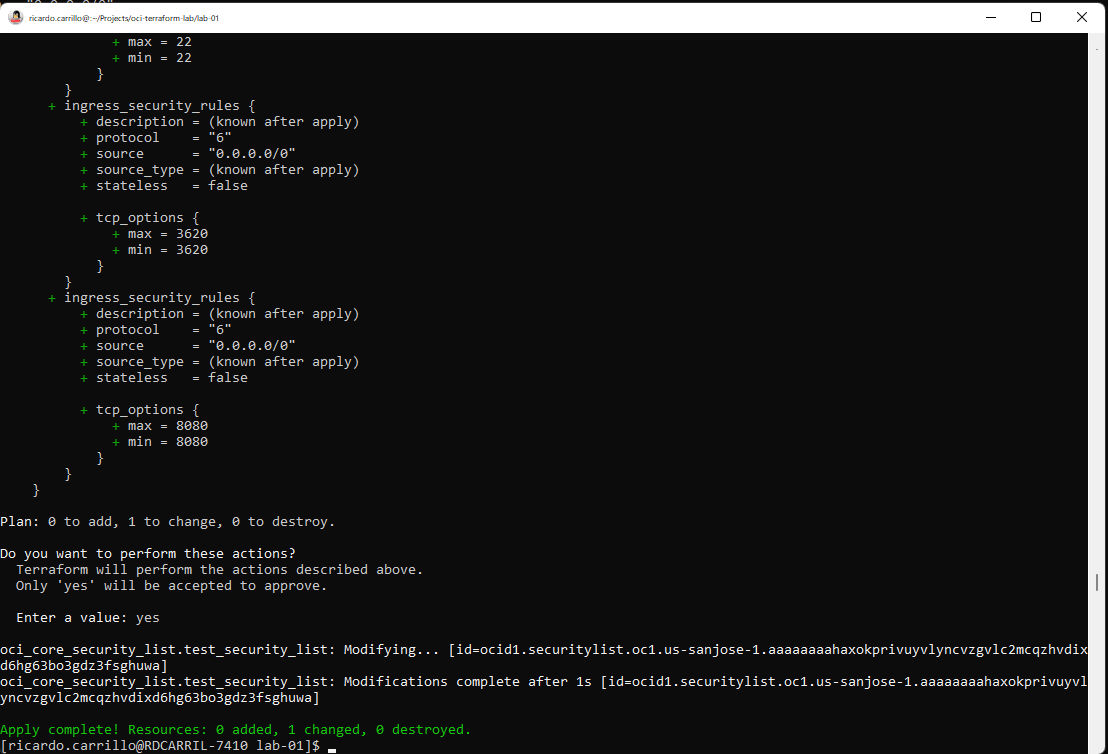 ricardo.carrillo@:~/Projects/oci-terraform-lab/lab-01
+ max = 22
+ min = 22
}
}
+ ingress_security_rules {
+ description = (known after apply)
+ protocol    = "6"
+ source      = "0.0.0.0/0"
+ source_type = (known after apply)
+ stateless   = false
+ tcp_options {
+ max = 3620
+ min = 3620
}
}
+ ingress_security_rules {
+ description = (known after apply)
+ protocol    = "6"
+ source      = "0.0.0.0/0"
+ source_type = (known after apply)
+ stateless   = false
+ tcp_options {
+ max = 8080
+ min = 8080
}
}
}
Plan: 0 to add, 1 to change, 0 to destroy.
Do you want to perform these actions?
Terraform will perform the actions described above.
Only 'yes' will be accepted to approve.
Enter a value: yes
oci_core_security_list.test_security_list: Modifying... [id=ocid1.securitylist.oc1.us-sanjose-1.aaaaaaaahaxokprivuyvlyncvzgvlc2mcqzhvdix
d6hg63bo3gdz3fsghuwa]
oci_core_security_list.test_security_list: Modifications complete after 1s [id=ocid1.securitylist.oc1.us-sanjose-1.aaaaaaaahaxokprivuyvl
yncvzgvlc2mcqzhvdixd6hg63bo3gdz3fsghuwa]
Apply complete! Resources: 0 added, 1 changed, 0 destroyed.
[ricardo.carrillo@RDCARRIL-7410 lab-01]$